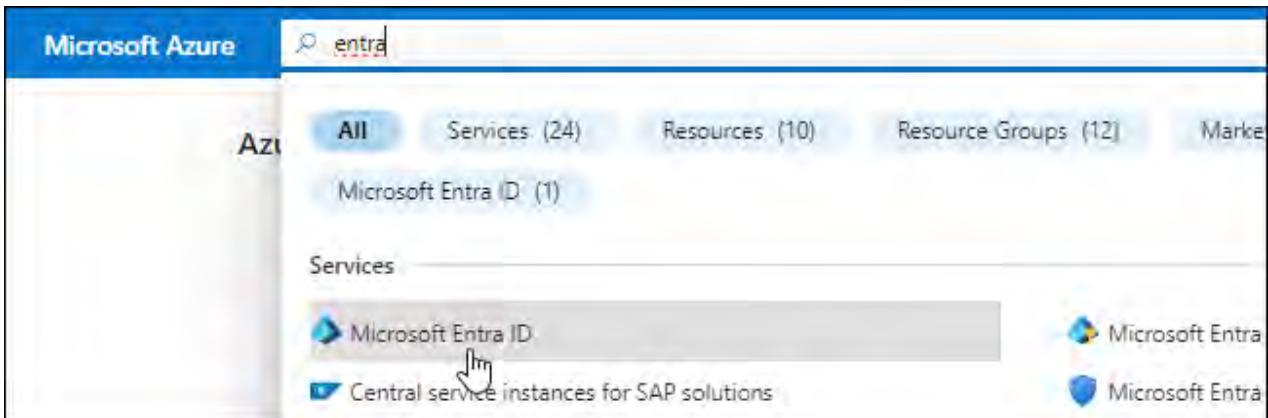 Microsoft Azure
entra
Azu
All Services (24) Resources (10) Resource Groups (12) Marke
Microsoft Entra ID (1)
Services
Microsoft Entra ID Microsoft Entra
Central service instances for SAP solutions Microsoft Entra